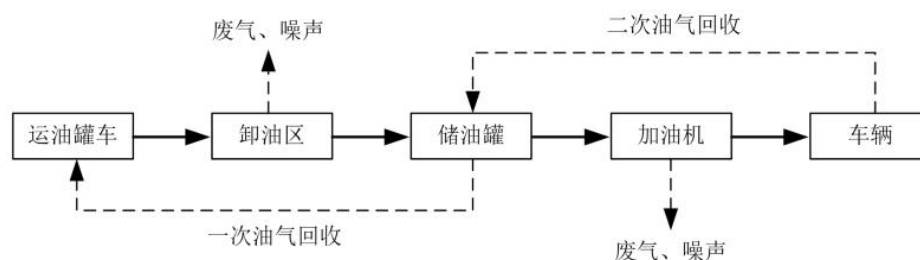 废气、噪声
二次油气回收
运油罐车
卸油区
储油罐
加油机
车辆
一次油气回收
废气、噪声